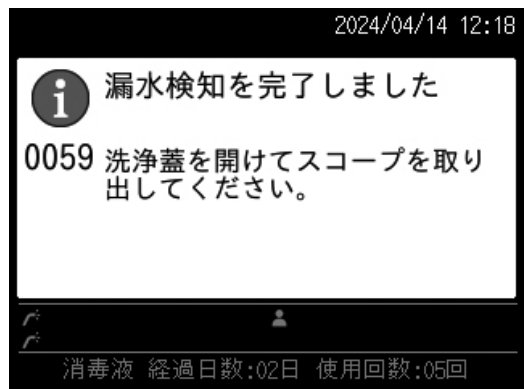 2024/04/14 12:18
漏水検知を完了しました
0059 洗浄蓋を開けてスコープを取り
出してください。
消毒液 経過日数:02日 使用回数:05回